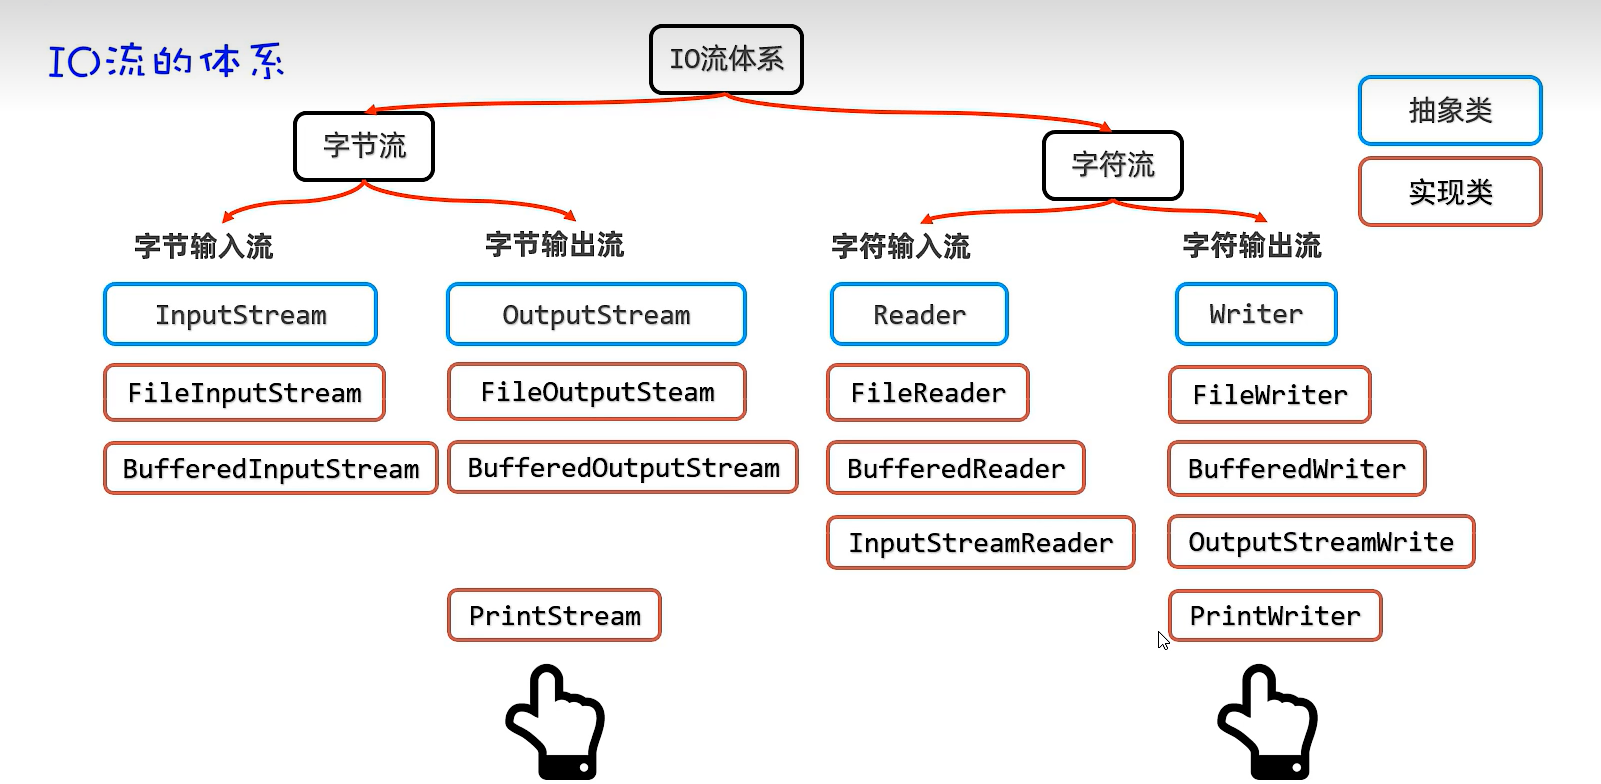 IO流的体系
IO流体系
抽象类
实现类
字节流
字符流
字节输入流
字节输出流
字符输入流
字符输出流
InputStream
OutputStream
Reader
Writer
FileInputStream
FileOutputSteam
FileReader
FileWriter
BufferedInputStream
BufferedOutputStream
BufferedReader
BufferedWriter
InputStreamReader
OutputStreamWrite
PrintStream
PrintWriter